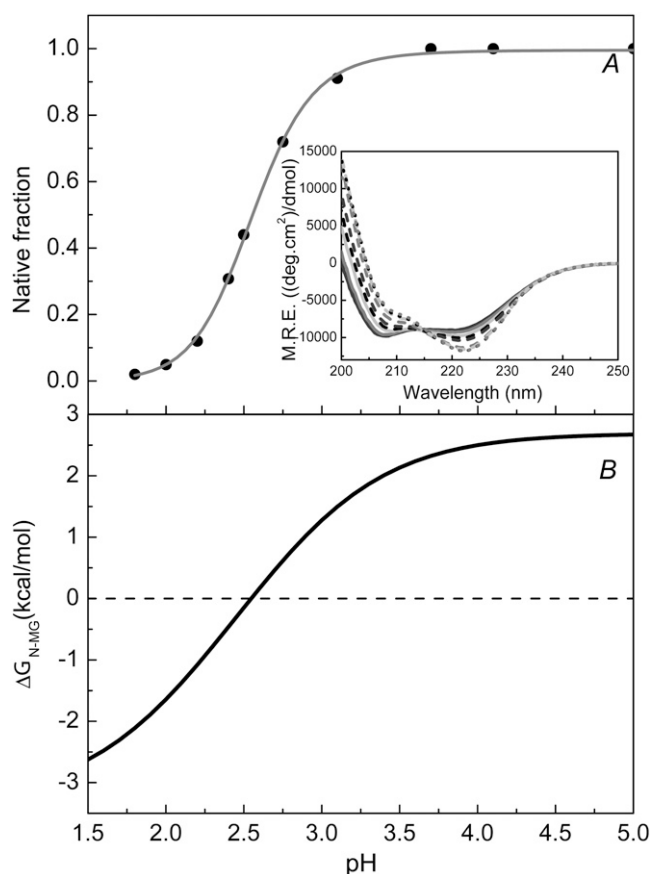 A
1.0
0.8
0.6
0.4
0.2
0.0
Native fraction
15000
10000
5000
0
-5000
-10000
M.R.E. ((deg.cm²)/dmol)
200 210 220 230 240 250
Wavelength (nm)
B
3
2
1
0
-1
-2
-3
ΔG_N-MG(kcal/mol)
1.5 2.0 2.5 3.0 3.5 4.0 4.5 5.0
pH